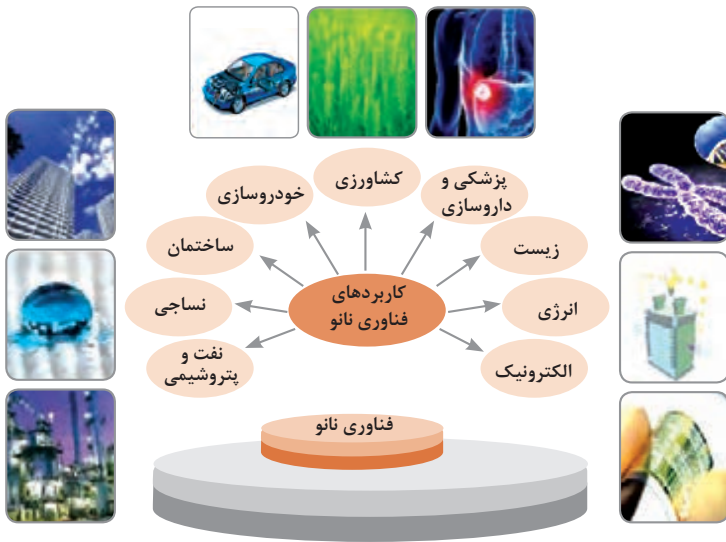 کشاورزی
پزشکی و
داروسازی
خودروسازی
زیست
ساختمان
انرژی
کاربردهای
فناوری نانو
نساجی
الکترونیک
نفت و
پتروشیمی
فناوری نانو